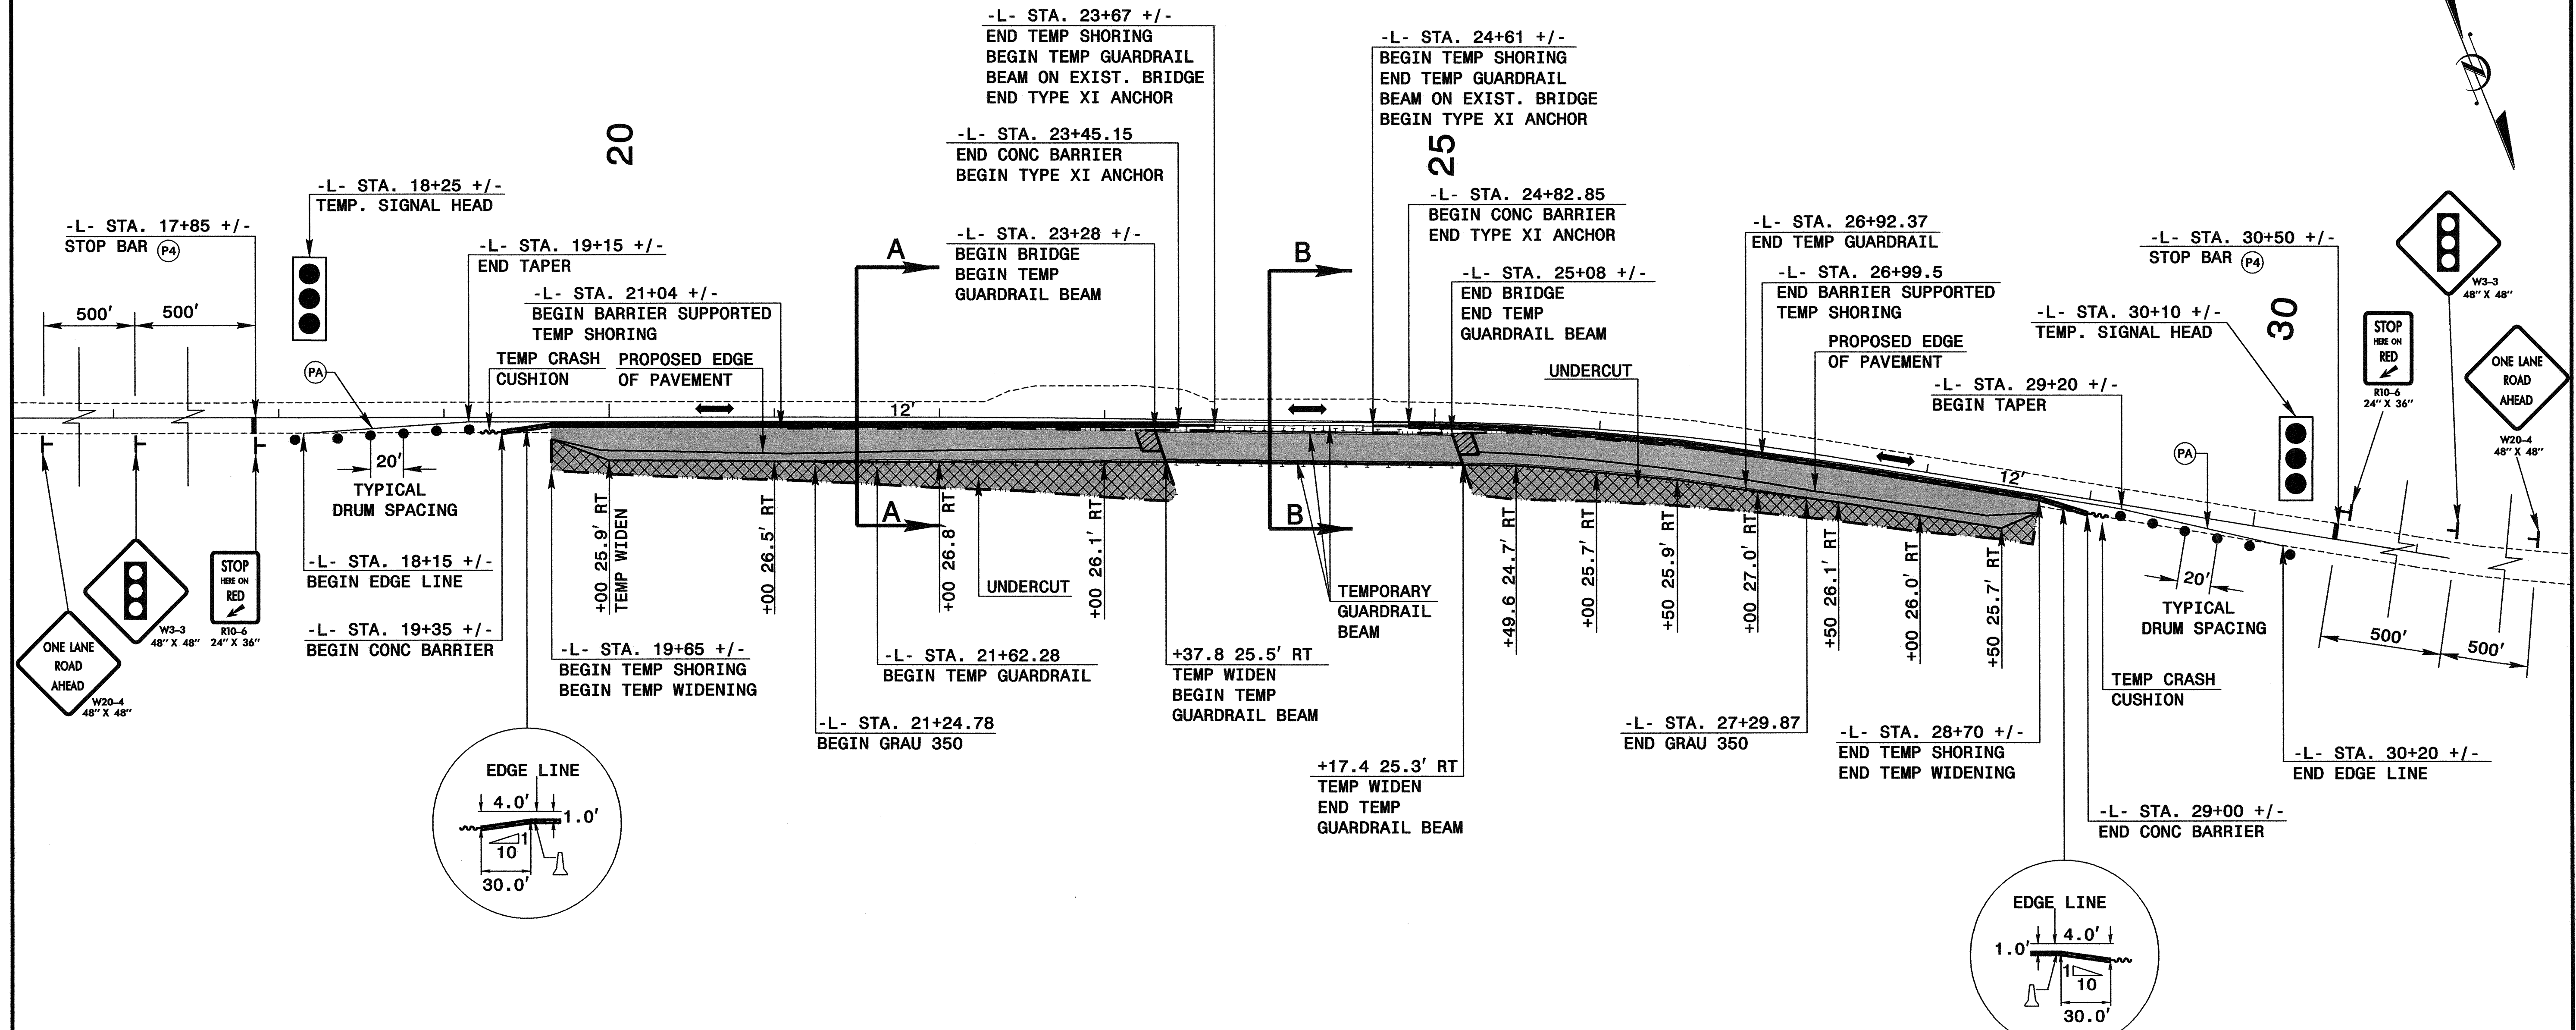 -L- STA. 23+67 +/-
END TEMP SHORING
BEGIN TEMP GUARDRAIL
BEAM ON EXIST. BRIDGE
END TYPE XI ANCHOR
-L- STA. 24+61 +/-
BEGIN TEMP SHORING
END TEMP GUARDRAIL
BEAM ON EXIST. BRIDGE
BEGIN TYPE XI ANCHOR
20
-L- STA. 23+45.15
END CONC BARRIER
BEGIN TYPE XI ANCHOR
25
-L- STA. 18+25 +/-
TEMP. SIGNAL HEAD
-L- STA. 24+82.85
BEGIN CONC BARRIER
END TYPE XI ANCHOR
-L- STA. 17+85 +/-
STOP BAR P4
-L- STA. 19+15 +/-
END TAPER
A
-L- STA. 23+28 +/-
BEGIN BRIDGE
BEGIN TEMP
GUARDRAIL BEAM
B
-L- STA. 26+92.37
END TEMP GUARDRAIL
-L- STA. 30+50 +/-
STOP BAR P4
-L- STA. 25+08 +/-
END BRIDGE
END TEMP
GUARDRAIL BEAM
-L- STA. 26+99.5
END BARRIER SUPPORTED
TEMP SHORING
W3-3
48" X 48"
-L- STA. 21+04 +/-
BEGIN BARRIER SUPPORTED
TEMP SHORING
500'
500'
-L- STA. 30+10 +/-
TEMP. SIGNAL HEAD
30
STOP
HERE ON
RED
R10-6
24" X 36"
ONE LANE
ROAD
AHEAD
W20-4
48" X 48"
TEMP CRASH
CUSHION
PROPOSED EDGE
OF PAVEMENT
PROPOSED EDGE
OF PAVEMENT
UNDERCUT
PA
-L- STA. 29+20 +/-
BEGIN TAPER
12'
12'
PA
20'
TYPICAL
DRUM SPACING
A
B
+00 25.9' RT
TEMP WIDEN
+00 26.5' RT
+00 26.8' RT
UNDERCUT
+00 26.1' RT
TEMPORARY
GUARDRAIL
BEAM
+49.6 24.7' RT
+00 25.7' RT
+50 25.9' RT
+00 27.0' RT
+50 26.1' RT
+00 26.0' RT
+50 25.7' RT
20'
TYPICAL
DRUM SPACING
500'
500'
STOP
HERE ON
RED
R10-6
24" X 36"
W3-3
48" X 48"
ONE LANE
ROAD
AHEAD
W20-4
48" X 48"
-L- STA. 18+15 +/-
BEGIN EDGE LINE
-L- STA. 19+35 +/-
BEGIN CONC BARRIER
-L- STA. 19+65 +/-
BEGIN TEMP SHORING
BEGIN TEMP WIDENING
-L- STA. 21+62.28
BEGIN TEMP GUARDRAIL
+37.8 25.5' RT
TEMP WIDEN
BEGIN TEMP
GUARDRAIL BEAM
TEMP CRASH
CUSHION
-L- STA. 21+24.78
BEGIN GRAU 350
-L- STA. 27+29.87
END GRAU 350
-L- STA. 28+70 +/-
END TEMP SHORING
END TEMP WIDENING
-L- STA. 30+20 +/-
END EDGE LINE
+17.4 25.3' RT
TEMP WIDEN
END TEMP
GUARDRAIL BEAM
-L- STA. 29+00 +/-
END CONC BARRIER
EDGE LINE
4.0'
1.0'
1
10
30.0'
EDGE LINE
4.0'
1.0'
1
10
30.0'